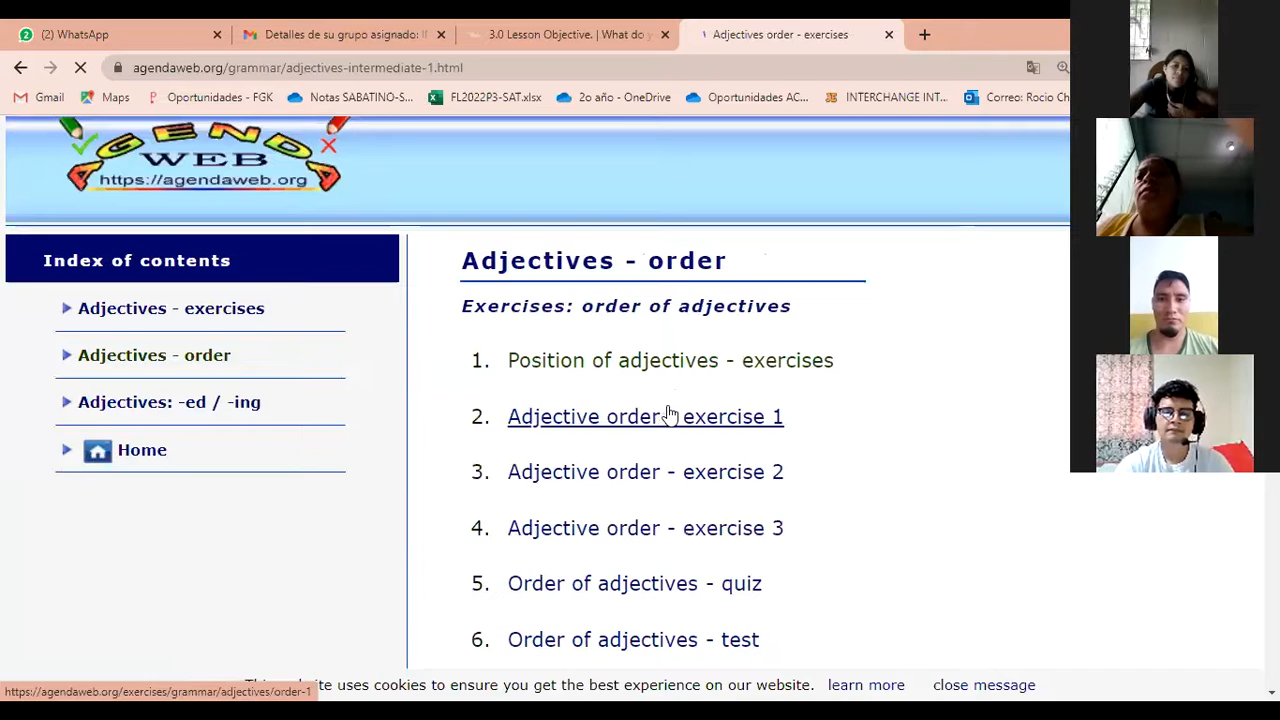 (2) WhatsApp
Detalles de su grupo asignado: I
3.0 Lesson Objective. | What do y
Adjectives order - exercises
agendaweb.org/grammar/adjectives-intermediate-1.html
Gmail
Maps
Oportunidades - FGK
Notas SABATINO-S...
FL2022P3-SAT.xlsx
2o año - OneDrive
Oportunidades AC...
INTERCHANGE INT...
Correo: Rocio Ch
AGENDA
WEB
https://agendaweb.org
Index of contents
Adjectives - exercises
Adjectives - order
Adjectives: -ed / -ing
Home
Adjectives - order
Exercises: order of adjectives
1. Position of adjectives - exercises
2. Adjective order - exercise 1
3. Adjective order - exercise 2
4. Adjective order - exercise 3
5. Order of adjectives - quiz
6. Order of adjectives - test
website uses cookies to ensure you get the best experience on our website. learn more close message
https://agendaweb.org/exercises/grammar/adjectives/order-1